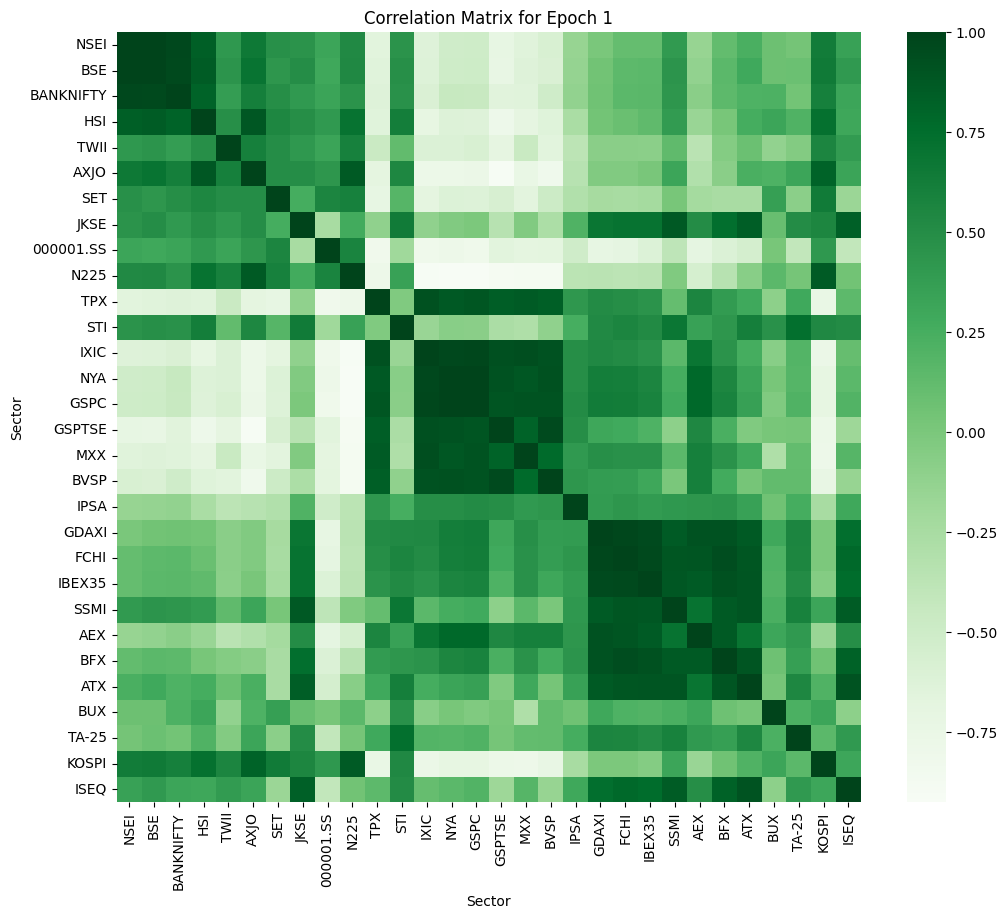 Correlation Matrix for Epoch 1
Sector
NSEI
BSE
BANKNIFTY
HSI
TWII
AXJO
SET
JKSE
000001.SS
N225
TPX
STI
IXIC
NYA
GSPC
GSPTSE
MXX
BVSP
IPSA
GDAXI
FCHI
IBEX35
SSMI
AEX
BFX
ATX
BUX
TA-25
KOSPI
ISEQ
NSEI
BSE
BANKNIFTY
HSI
TWII
AXJO
SET
JKSE
000001.SS
N225
TPX
STI
IXIC
NYA
GSPC
GSPTSE
MXX
BVSP
IPSA
GDAXI
FCHI
IBEX35
SSMI
AEX
BFX
ATX
BUX
TA-25
KOSPI
ISEQ
Sector
1.00
0.75
0.50
0.25
0.00
−0.25
−0.50
−0.75